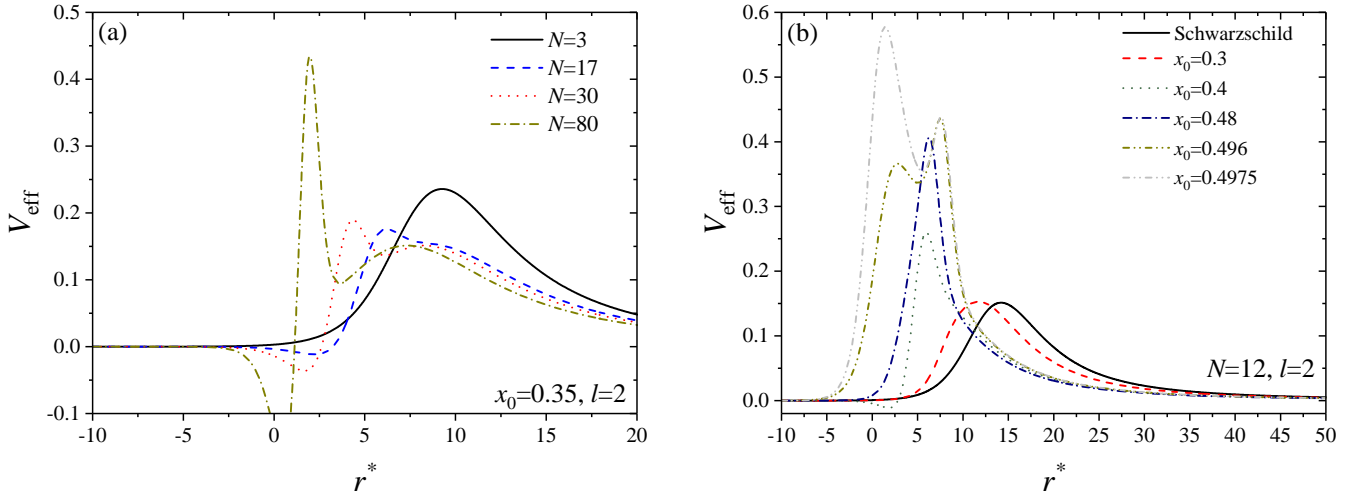 (a)
N=3
N=17
N=30
N=80
x₀=0.35, l=2
V_eff
0.5
0.4
0.3
0.2
0.1
0.0
-0.1
-10 -5 0 5 10 15 20
r*
(b)
Schwarzschild
x₀=0.3
x₀=0.4
x₀=0.48
x₀=0.496
x₀=0.4975
N=12, l=2
V_eff
0.6
0.5
0.4
0.3
0.2
0.1
0.0
-10 -5 0 5 10 15 20 25 30 35 40 45 50
r*